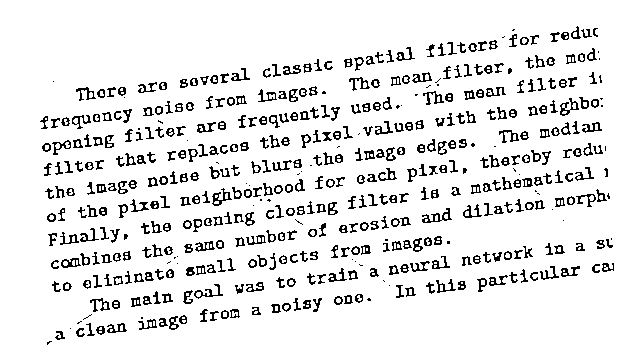 There are several classic spatial filters for reduc
frequency noise from images. The mean filter, the med
opening filter are frequently used. The mean filter i
filter that replaces the pixel values with the neighbo
the image noise but blurs the image edges. The median
of the pixel neighborhood for each pixel, thereby redu
Finally, the opening closing filter is a mathematical
combines the same number of erosion and dilation morph
to eliminate small objects from images.
The main goal was to train a neural network in a su
a clean image from a noisy one. In this particular ca